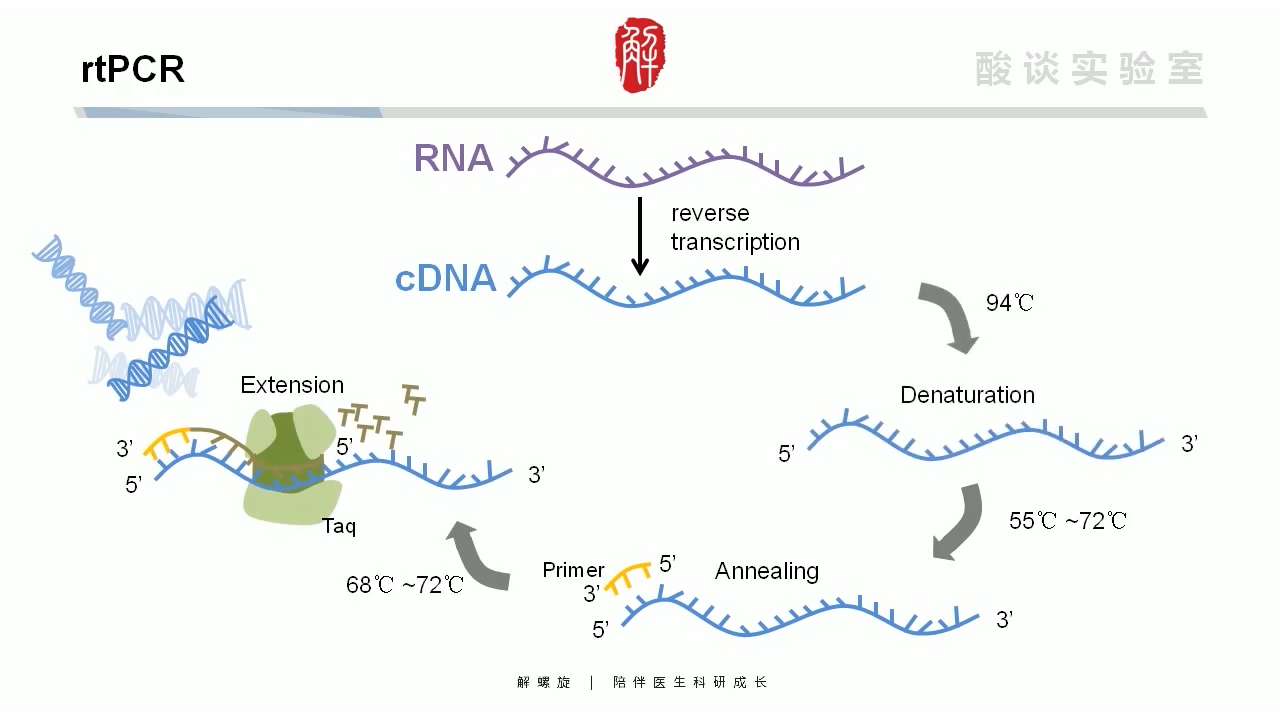 rtPCR
解
酸谈实验室
RNA
reverse
transcription
cDNA
94℃
Extension
Denaturation
TT
T T T T T
3’
5’
5’
3’
5’
3’
Taq
55℃ ~72℃
68℃ ~72℃
Primer
5’
Annealing
3’
5’
3’
解螺旋 | 陪伴医生科研成长